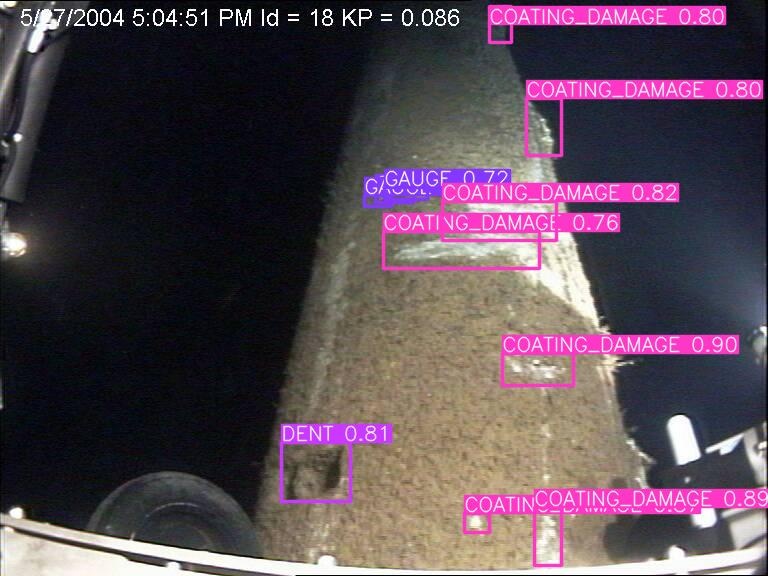 5/27/2004 5:04:51 PM Id = 18 KP = 0.086
COATING_DAMAGE 0.80
COATING_DAMAGE 0.80
GAUGE 0.72
COATING_DAMAGE 0.82
COATING_DAMAGE 0.76
COATING_DAMAGE 0.90
DENT 0.81
COATING_DAMAGE 0.89